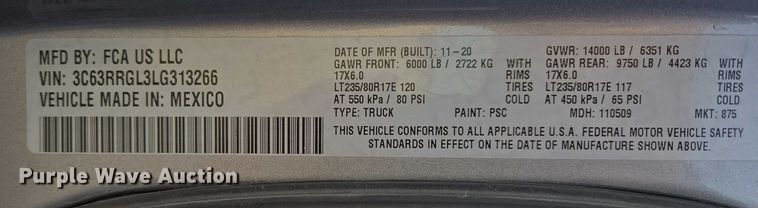 MFD BY: FCA US LLC
VIN: 3C63RRGL3LG313266
VEHICLE MADE IN: MEXICO
DATE OF MFR (BUILT): 11-20
GAWR FRONT: 6000 LB / 2722 KG WITH
17X6.0 RIMS
LT235/80R17E 120 TIRES
AT 550 kPa / 80 PSI COLD
TYPE: TRUCK PAINT: PSC
GVWR: 14000 LB / 6351 KG
GAWR REAR: 9750 LB / 4423 KG WITH
17X6.0 RIMS
LT235/80R17E 117 TIRES
AT 450 kPa / 65 PSI COLD
MDH: 110509 MKT: 875
THIS VEHICLE CONFORMS TO ALL APPLICABLE U.S.A. FEDERAL MOTOR VEHICLE SAFETY
STANDARDS IN EFFECT ON THE DATE OF MANUFACTURE SHOWN ABOVE.
Purple Wave Auction